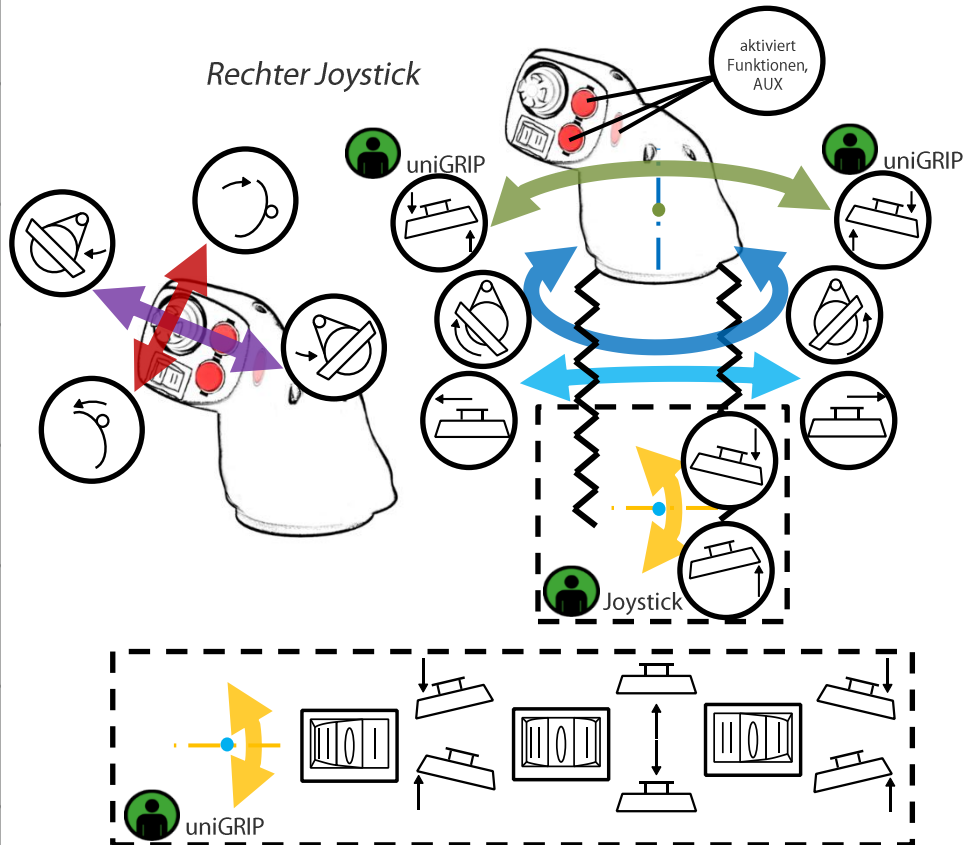 aktiviert
Funktionen,
AUX
Rechter Joystick
uniGRIP
uniGRIP
Joystick
uniGRIP